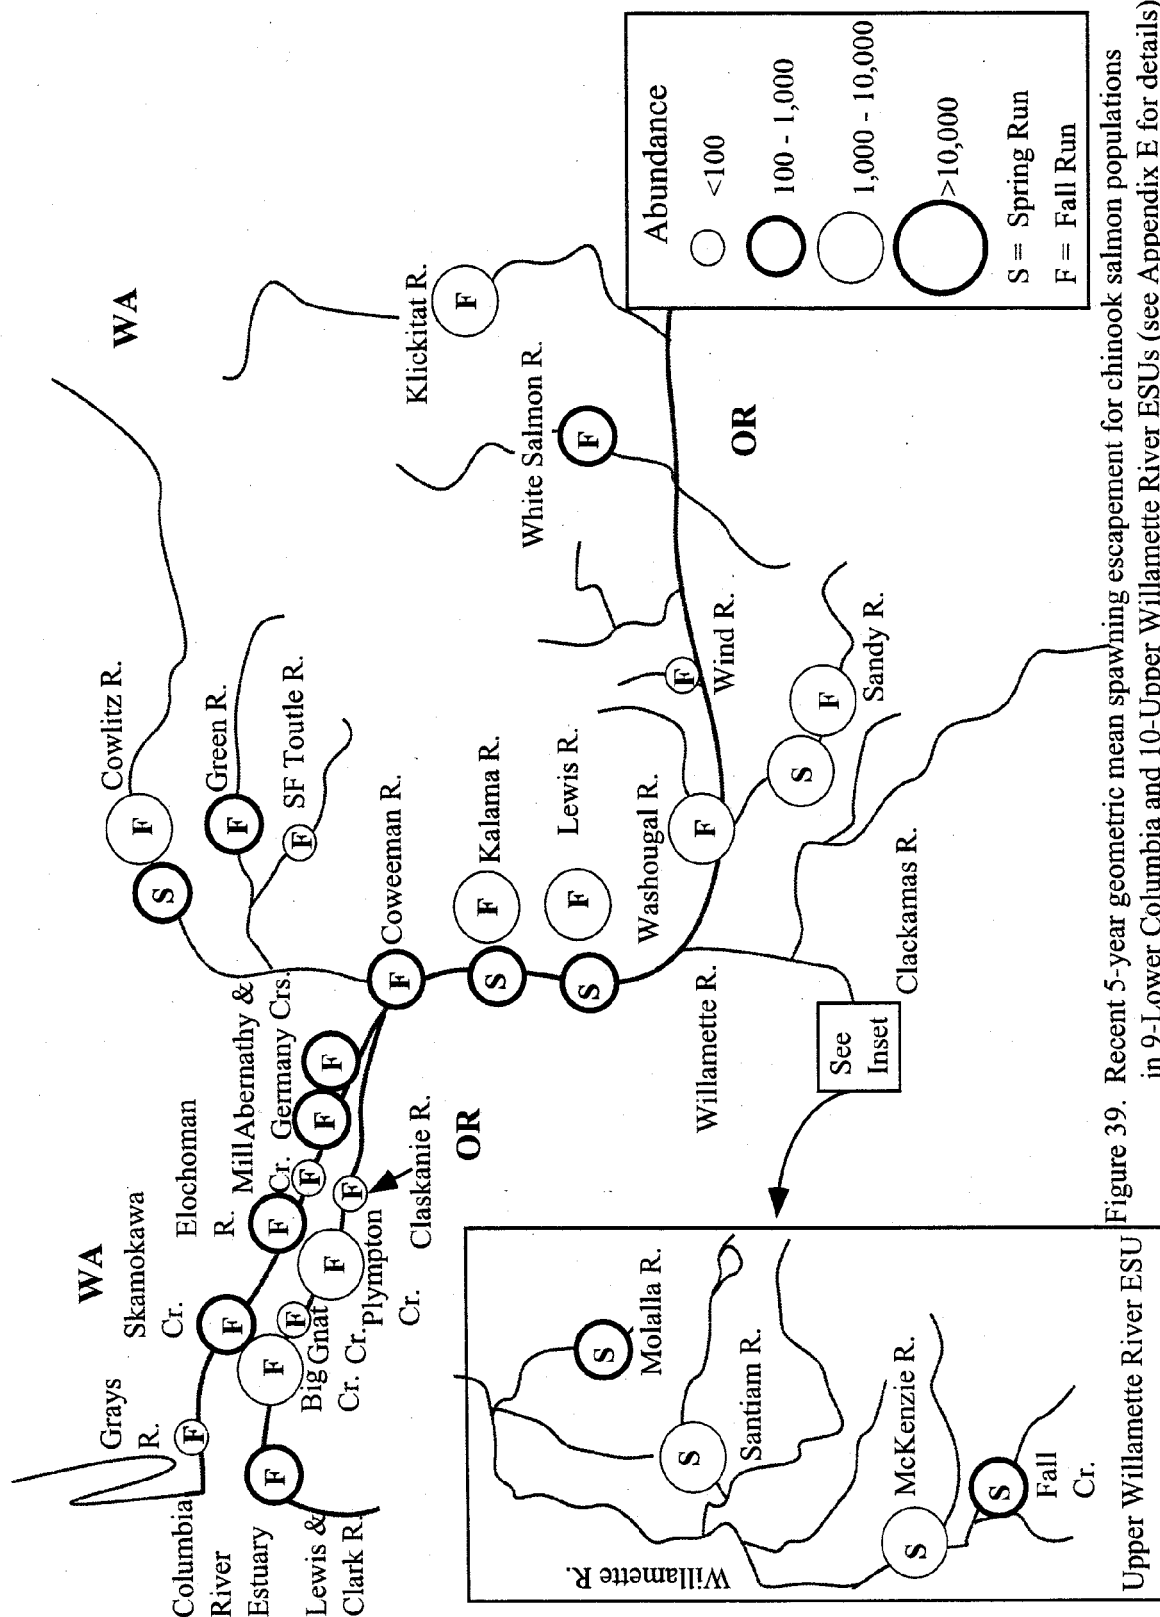 WA
Grays
R.
Skamokawa
Cr.
Elochoman
R.
Mill
Cr.
Abernathy &
Germany Crs.
Cowlitz R.
Green R.
SF Toutle R.
Coweeman R.
Kalama R.
Lewis R.
Washougal R.
Wind R.
White Salmon R.
Klickitat R.
WA
Columbia
River
Estuary
Lewis &
Clark R.
Big
Cr.
Gnat
Cr.
Plympton
Cr.
Claskanie R.
OR
Willamette R.
Clackamas R.
Sandy R.
OR
See
Inset
F
F
F
F
F
F
F
F
F
F
F
S
F
F
F
F
S
F
S
F
F
S
F
F
F
F
Abundance
<100
100 - 1,000
1,000 - 10,000
>10,000
S = Spring Run
F = Fall Run
Molalla R.
S
Santiam R.
S
McKenzie R.
S
Fall
Cr.
S
Willamette R.
Upper Willamette River ESU
Figure 39. Recent 5-year geometric mean spawning escapement for chinook salmon populations
in 9-Lower Columbia and 10-Upper Willamette River ESUs (see Appendix E for details)